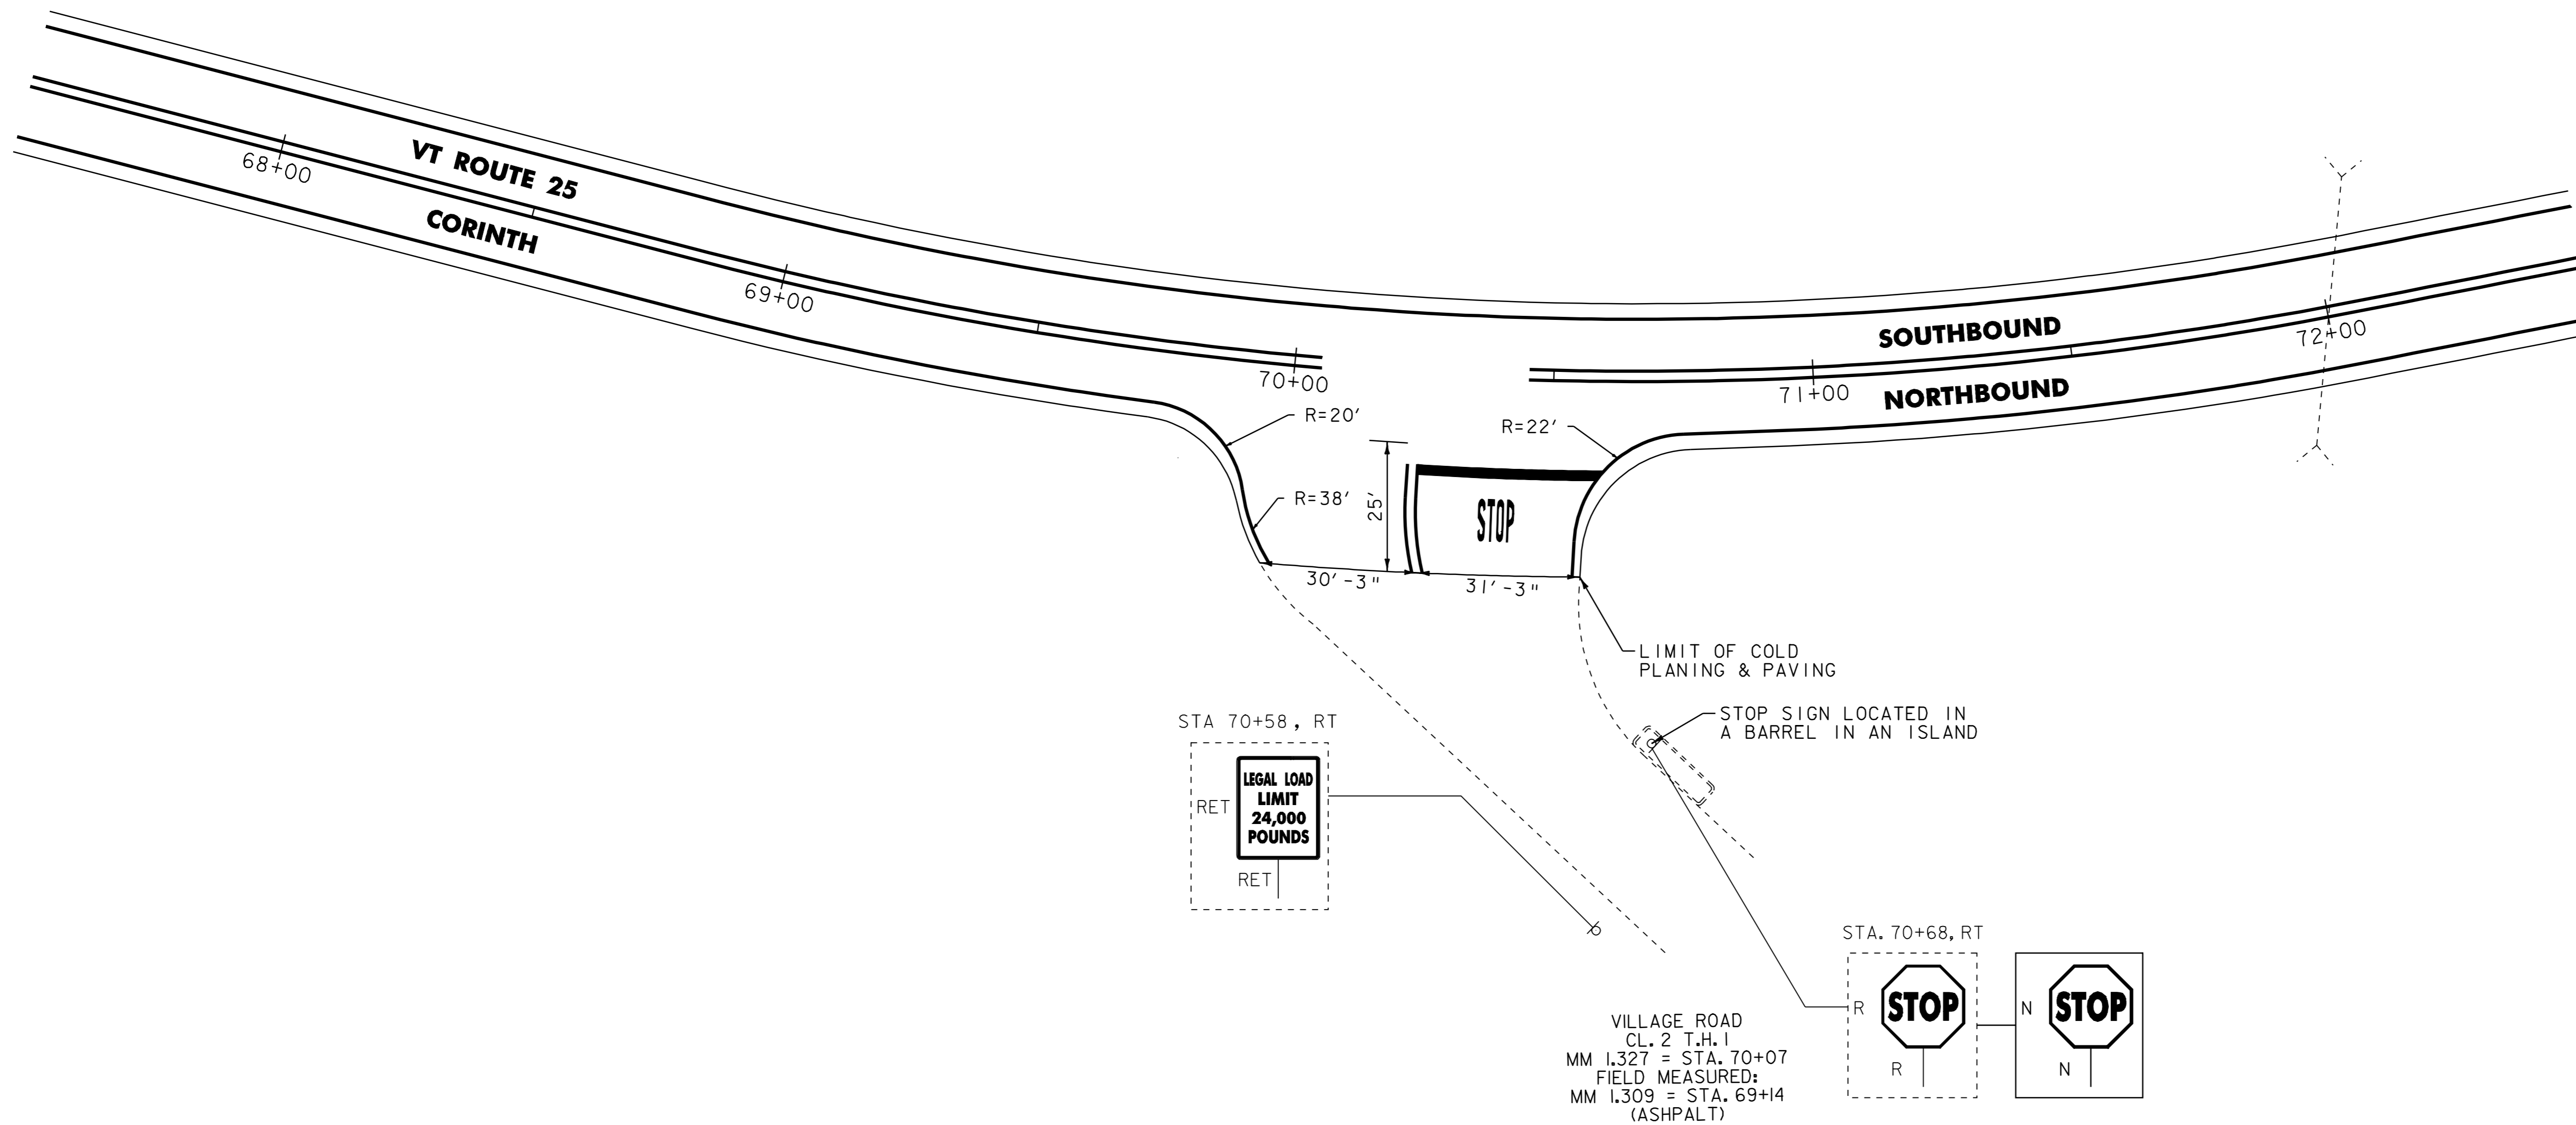 VT ROUTE 25
CORINTH
68+00
69+00
70+00
71+00
72+00
SOUTHBOUND
NORTHBOUND
R=20'
R=22'
R=38'
25'
STOP
30'-3"
31'-3"
LIMIT OF COLD
PLANING & PAVING
STOP SIGN LOCATED IN
A BARREL IN AN ISLAND
STA 70+58, RT
RET
LEGAL LOAD
LIMIT
24,000
POUNDS
RET
STA. 70+68, RT
R
STOP
R
N
STOP
N
VILLAGE ROAD
CL. 2 T.H. 1
MM 1.327 = STA. 70+07
FIELD MEASURED:
MM 1.309 = STA. 69+14
(ASHPALT)